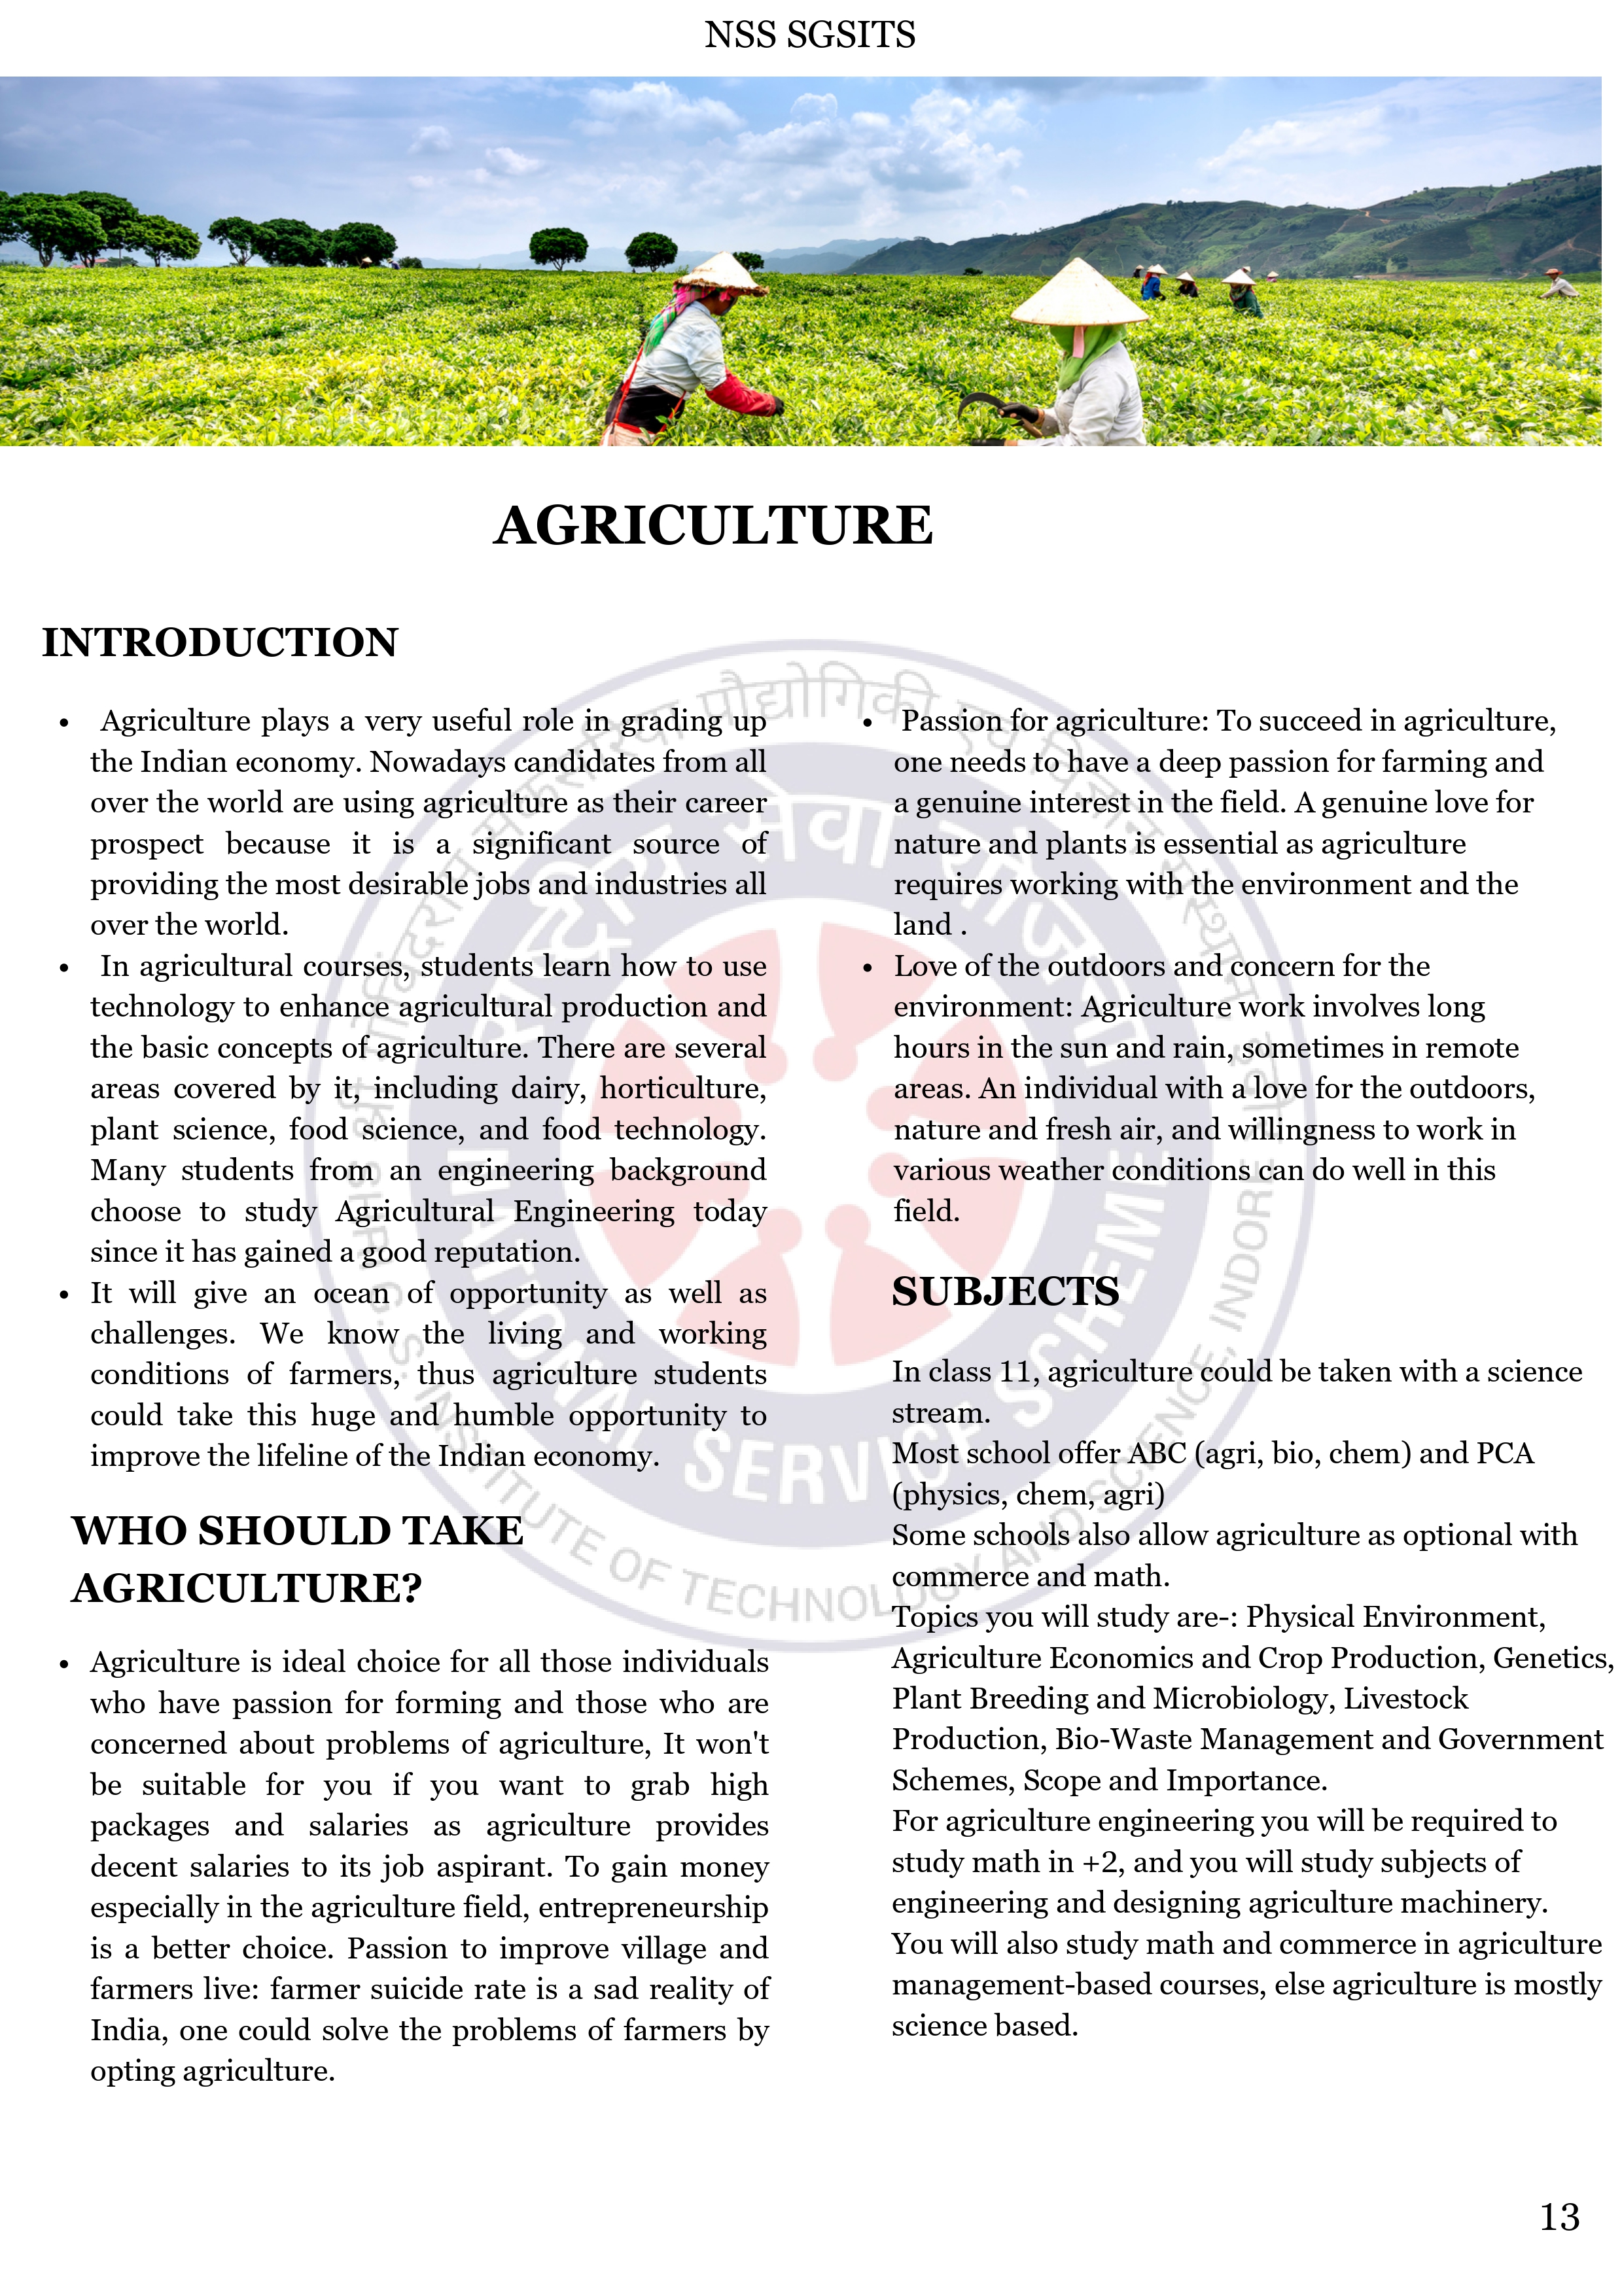 NSS SGSITS
AGRICULTURE
INTRODUCTION
• Agriculture plays a very useful role in grading up
the Indian economy. Nowadays candidates from all
over the world are using agriculture as their career
prospect because it is a significant source of
providing the most desirable jobs and industries all
over the world.
• In agricultural courses, students learn how to use
technology to enhance agricultural production and
the basic concepts of agriculture. There are several
areas covered by it, including dairy, horticulture,
plant science, food science, and food technology.
Many students from an engineering background
choose to study Agricultural Engineering today
since it has gained a good reputation.
• It will give an ocean of opportunity as well as
challenges. We know the living and working
conditions of farmers, thus agriculture students
could take this huge and humble opportunity to
improve the lifeline of the Indian economy.
WHO SHOULD TAKE
AGRICULTURE?
• Agriculture is ideal choice for all those individuals
who have passion for forming and those who are
concerned about problems of agriculture, It won't
be suitable for you if you want to grab high
packages and salaries as agriculture provides
decent salaries to its job aspirant. To gain money
especially in the agriculture field, entrepreneurship
is a better choice. Passion to improve village and
farmers live: farmer suicide rate is a sad reality of
India, one could solve the problems of farmers by
opting agriculture.
• Passion for agriculture: To succeed in agriculture,
one needs to have a deep passion for farming and
a genuine interest in the field. A genuine love for
nature and plants is essential as agriculture
requires working with the environment and the
land .
• Love of the outdoors and concern for the
environment: Agriculture work involves long
hours in the sun and rain, sometimes in remote
areas. An individual with a love for the outdoors,
nature and fresh air, and willingness to work in
various weather conditions can do well in this
field.
SUBJECTS
In class 11, agriculture could be taken with a science
stream.
Most school offer ABC (agri, bio, chem) and PCA
(physics, chem, agri)
Some schools also allow agriculture as optional with
commerce and math.
Topics you will study are-: Physical Environment,
Agriculture Economics and Crop Production, Genetics,
Plant Breeding and Microbiology, Livestock
Production, Bio-Waste Management and Government
Schemes, Scope and Importance.
For agriculture engineering you will be required to
study math in +2, and you will study subjects of
engineering and designing agriculture machinery.
You will also study math and commerce in agriculture
management-based courses, else agriculture is mostly
science based.
राष्ट्रीय सेवा योजना
NATIONAL SERVICE SCHEME
SHRI G. S. INSTITUTE OF TECHNOLOGY AND SCIENCE, INDORE
13